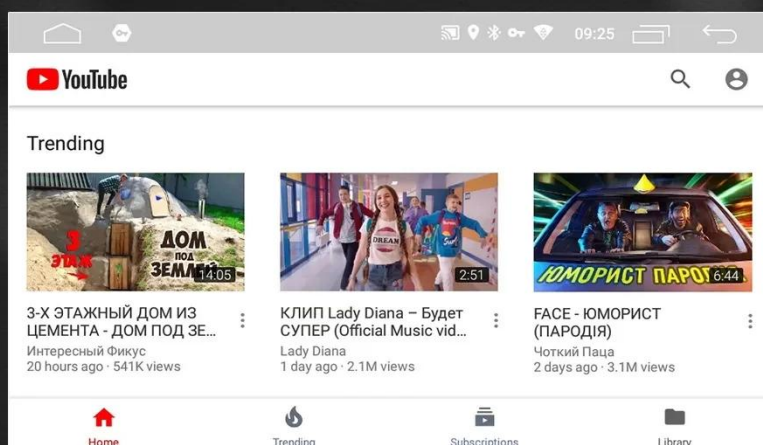 09:25
YouTube
Trending
3
ЭТАЖ
ДОМ
ПОД
ЗЕМЛЕЙ
14:05
DREAN
2:51
ЮМОРИСТ
6:44
3-Х ЭТАЖНЫЙ ДОМ ИЗ
ЦЕМЕНТА - ДОМ ПОД ЗЕ...
Интересный Фикус
20 hours ago · 541K views
КЛИП Lady Diana – Будет
СУПЕР (Official Music vid...
Lady Diana
1 day ago · 2.1M views
FACE - ЮМОРИСТ
(ПАРОДІЯ)
Чоткий Паца
2 days ago · 3.1M views
Home
Trending
Subscriptions
Library